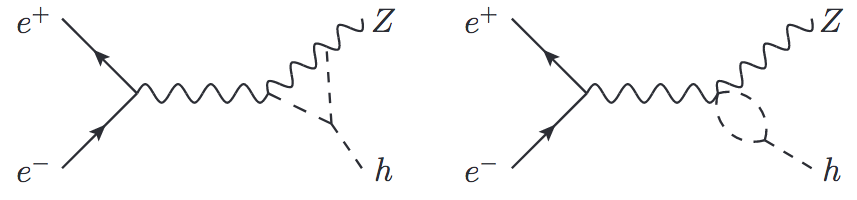 e⁺ Z e⁺ Z
e⁻ h e⁻ h